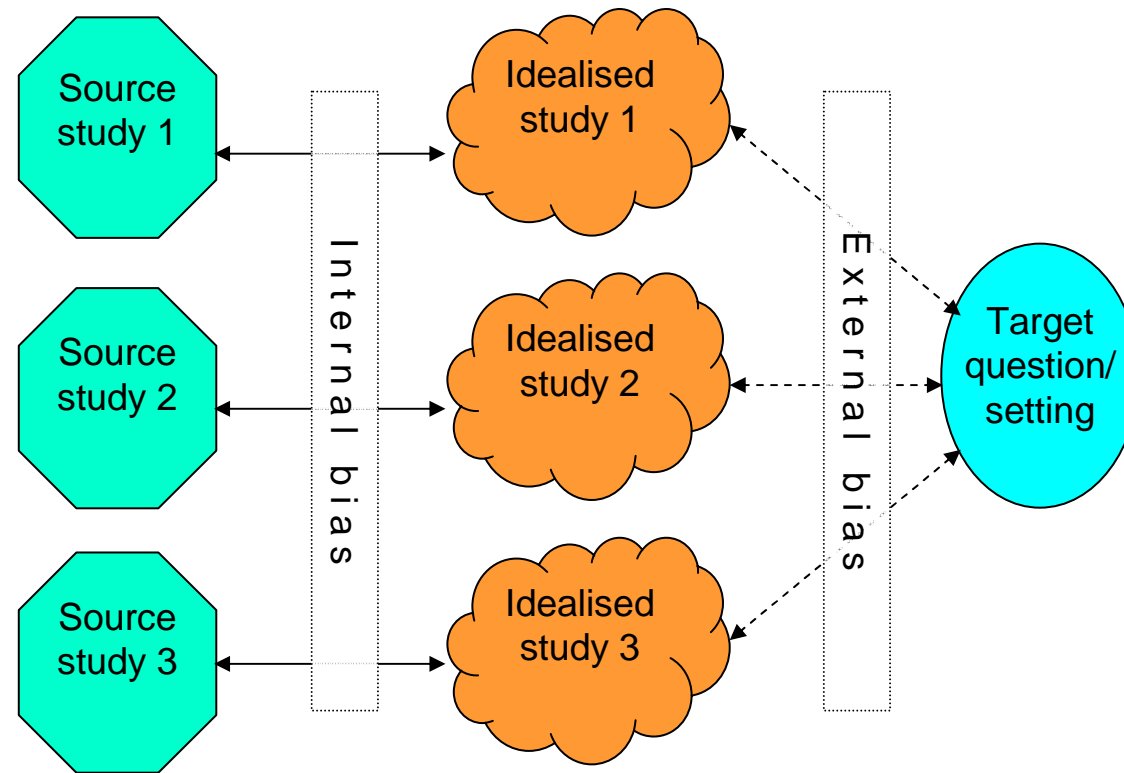 Source
study 1
Idealised
study 1
Internal bias
External bias
Source
study 2
Idealised
study 2
Target
question/
setting
Source
study 3
Idealised
study 3